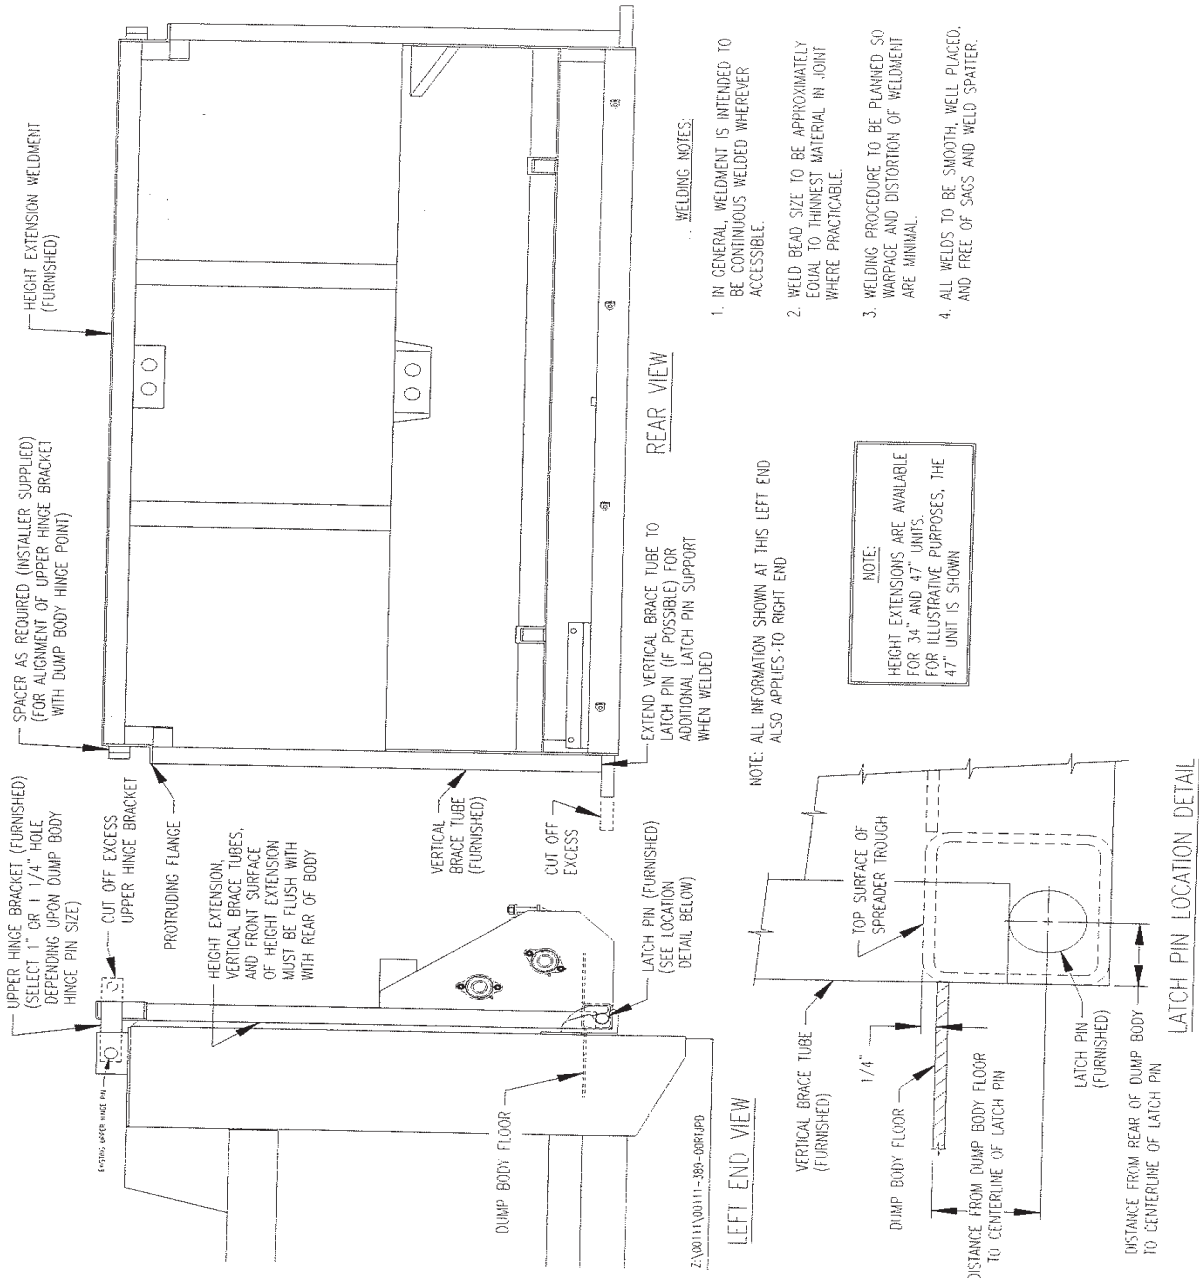 UPPER HINGE BRACKET (FURNISHED)
(SELECT 1" OR 1 1/4" HOLE
DEPENDING UPON DUMP BODY
HINGE PIN SIZE)
SPACER AS REQUIRED (INSTALLER SUPPLIED)
(FOR ALIGNMENT OF UPPER HINGE BRACKET
WITH DUMP BODY HINGE POINT)
HEIGHT EXTENSION WELDMENT
(FURNISHED)
EXISTING UPPER HINGE PIN
CUT OFF EXCESS
UPPER HINGE BRACKET
PROTRUDING FLANGE
HEIGHT EXTENSION,
VERTICAL BRACE TUBES,
AND FRONT SURFACE
OF HEIGHT EXTENSION
MUST BE FLUSH WITH
REAR OF BODY
VERTICAL
BRACE TUBE
(FURNISHED)
DUMP BODY FLOOR
CUT OFF
EXCESS
LATCH PIN (FURNISHED)
(SEE LOCATION
DETAIL BELOW)
EXTEND VERTICAL BRACE TUBE TO
LATCH PIN (IF POSSIBLE) FOR
ADDITIONAL LATCH PIN SUPPORT
WHEN WELDED
REAR VIEW
Z:\00111\00111-389-00R1JPD
LEFT END VIEW
NOTE: ALL INFORMATION SHOWN AT THIS LEFT END
ALSO APPLIES TO RIGHT END
WELDING NOTES:
1. IN GENERAL, WELDMENT IS INTENDED TO
BE CONTINUOUS WELDED WHEREVER
ACCESSIBLE.
2. WELD BEAD SIZE TO BE APPROXIMATELY
EQUAL TO THINNEST MATERIAL IN JOINT
WHERE PRACTICABLE.
3. WELDING PROCEDURE TO BE PLANNED SO
WARPAGE AND DISTORTION OF WELDMENT
ARE MINIMAL.
4. ALL WELDS TO BE SMOOTH, WELL PLACED,
AND FREE OF SAGS AND WELD SPATTER.
NOTE:
HEIGHT EXTENSIONS ARE AVAILABLE
FOR 34" AND 47" UNITS.
FOR ILLUSTRATIVE PURPOSES, THE
47" UNIT IS SHOWN
VERTICAL BRACE TUBE
(FURNISHED)
TOP SURFACE OF
SPREADER TROUGH
1/4"
DUMP BODY FLOOR
DISTANCE FROM DUMP BODY FLOOR
TO CENTERLINE OF LATCH PIN
LATCH PIN
(FURNISHED)
DISTANCE FROM REAR OF DUMP BODY
TO CENTERLINE OF LATCH PIN
LATCH PIN LOCATION DETAIL